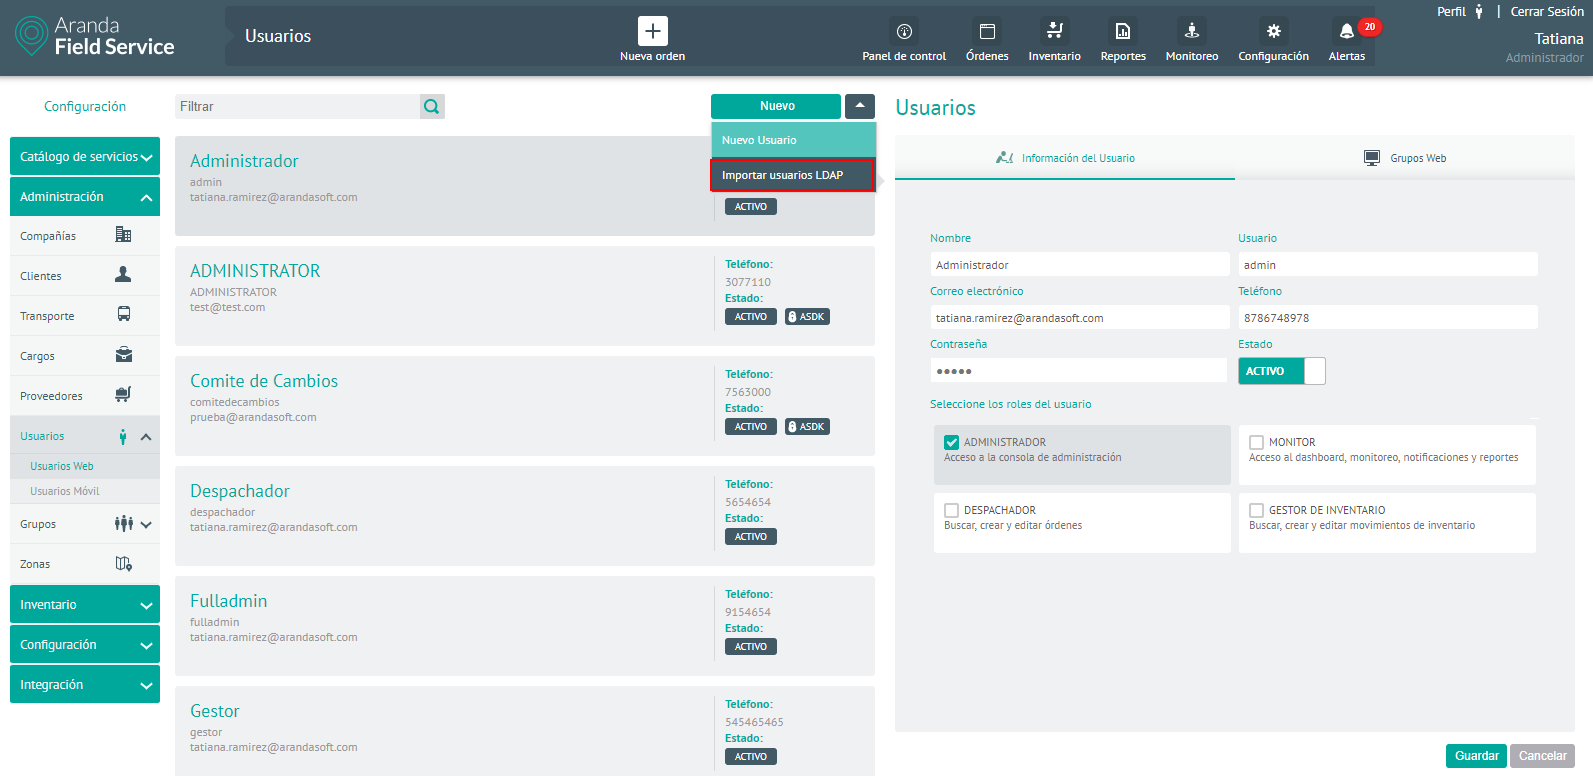 Aranda
Field Service
Usuarios
Nueva orden
Panel de control
Órdenes
Inventario
Reportes
Monitoreo
Configuración
Alertas
20
Perfil | Cerrar Sesión
Tatiana
Administrador
Configuración
Catálogo de servicios
Administración
Compañías
Clientes
Transporte
Cargos
Proveedores
Usuarios
Usuarios Web
Usuarios Móvil
Grupos
Zonas
Inventario
Configuración
Integración
Filtrar
Nuevo
Nuevo Usuario
Importar usuarios LDAP
Administrador
admin
tatiana.ramirez@arandasoft.com
ACTIVO
ADMINISTRATOR
ADMINISTRATOR
test@test.com
Teléfono:
3077110
Estado:
ACTIVO ASDK
Comite de Cambios
comitedecambios
prueba@arandasoft.com
Teléfono:
7563000
Estado:
ACTIVO ASDK
Despachador
despachador
tatiana.ramirez@arandasoft.com
Teléfono:
5654654
Estado:
ACTIVO
Fulladmin
fulladmin
tatiana.ramirez@arandasoft.com
Teléfono:
9154654
Estado:
ACTIVO
Gestor
gestor
tatiana.ramirez@arandasoft.com
Teléfono:
545465465
Estado:
ACTIVO
Usuarios
Información del Usuario
Grupos Web
Nombre
Usuario
Administrador
admin
Correo electrónico
Teléfono
tatiana.ramirez@arandasoft.com
8786748978
Contraseña
Estado
•••••
ACTIVO
Seleccione los roles del usuario
ADMINISTRADOR
Acceso a la consola de administración
MONITOR
Acceso al dashboard, monitoreo, notificaciones y reportes
DESPACHADOR
Buscar, crear y editar órdenes
GESTOR DE INVENTARIO
Buscar, crear y editar movimientos de inventario
Guardar
Cancelar